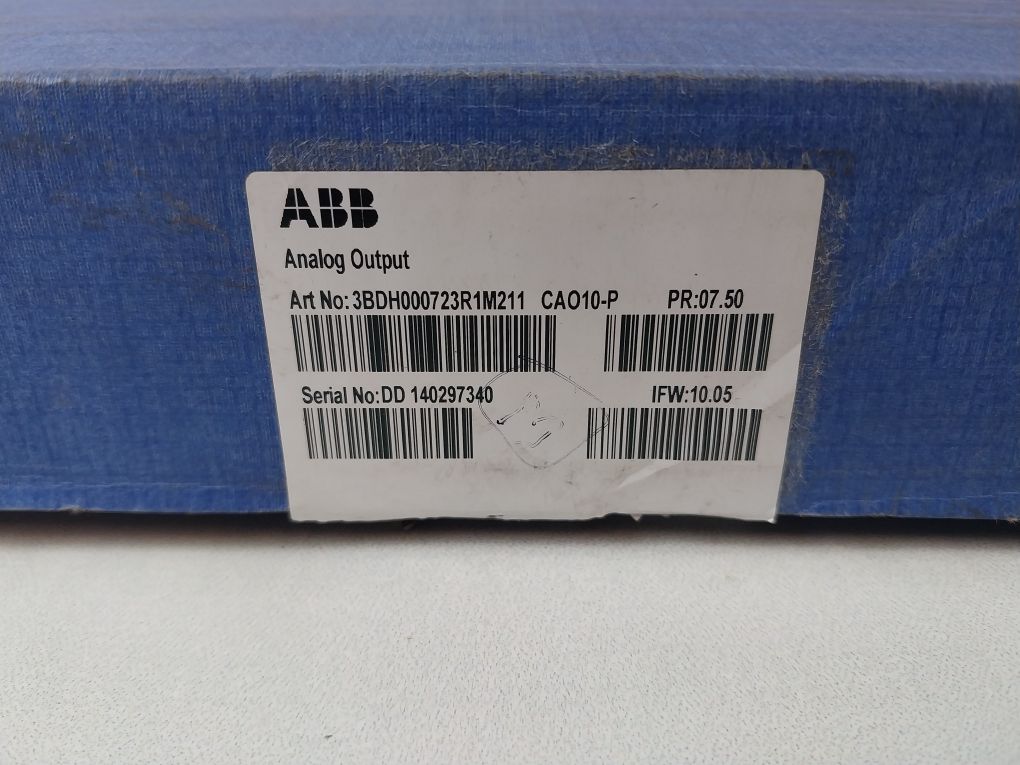 ABB
Analog Output
Art No: 3BDH000723R1M211 CAO10-P PR:07.50
Serial No:DD 140297340 IFW:10.05